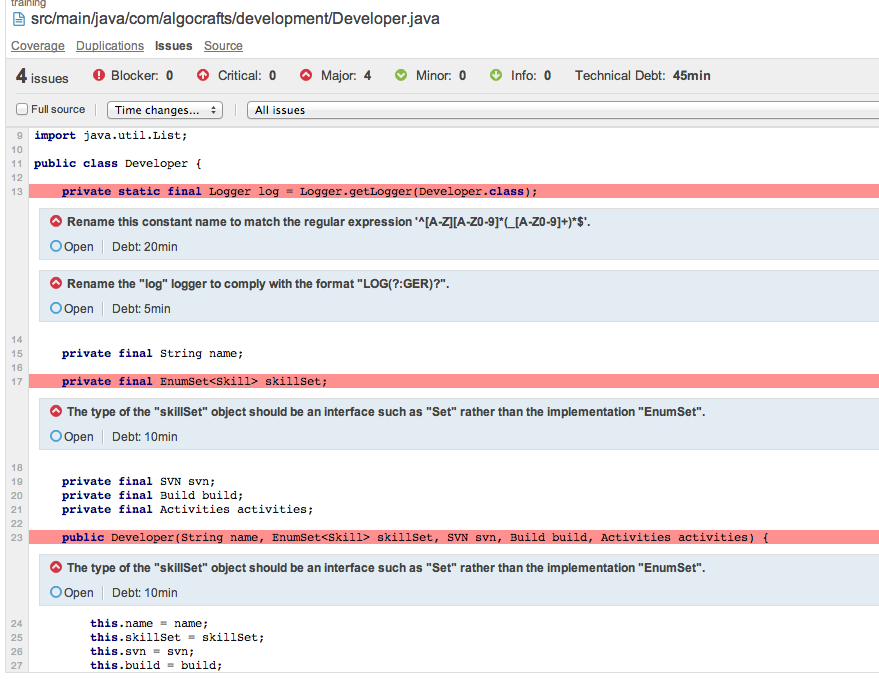 training
src/main/java/com/algocrafts/development/Developer.java
Coverage Duplications Issues Source
4 issues Blocker: 0 Critical: 0 Major: 4 Minor: 0 Info: 0 Technical Debt: 45min
Full source Time changes... All issues
9 import java.util.List;
10
11 public class Developer {
12
13 private static final Logger log = Logger.getLogger(Developer.class);
Rename this constant name to match the regular expression '^[A-Z][A-Z0-9]*(_[A-Z0-9]+)*$'.
Open Debt: 20min
Rename the "log" logger to comply with the format "LOG(?:GER)?".
Open Debt: 5min
14
15 private final String name;
16
17 private final EnumSet<Skill> skillSet;
The type of the "skillSet" object should be an interface such as "Set" rather than the implementation "EnumSet".
Open Debt: 10min
18
19 private final SVN svn;
20 private final Build build;
21 private final Activities activities;
22
23 public Developer(String name, EnumSet<Skill> skillSet, SVN svn, Build build, Activities activities) {
The type of the "skillSet" object should be an interface such as "Set" rather than the implementation "EnumSet".
Open Debt: 10min
24 this.name = name;
25 this.skillSet = skillSet;
26 this.svn = svn;
27 this.build = build;